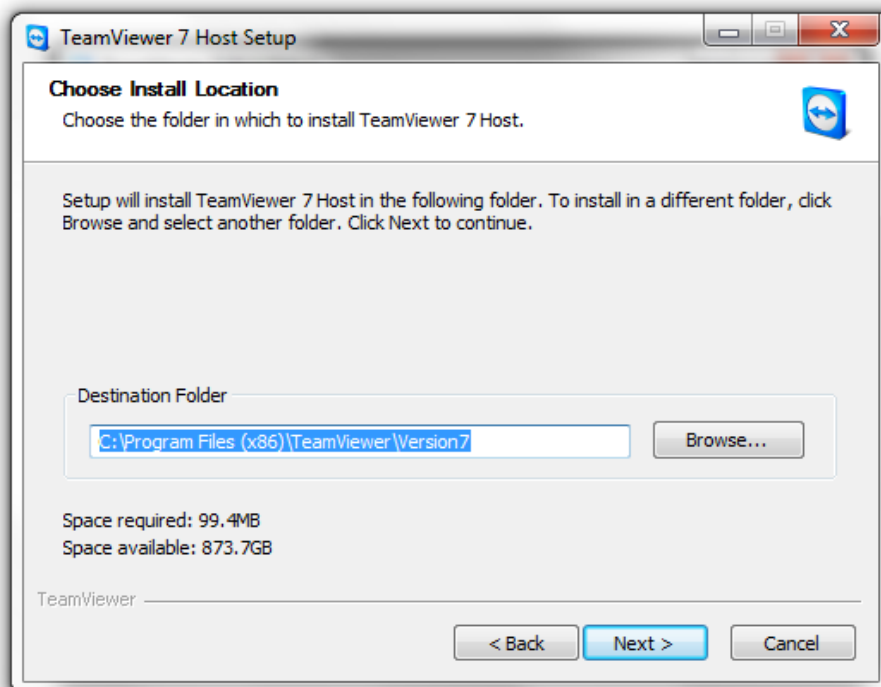 TeamViewer 7 Host Setup
Choose Install Location
Choose the folder in which to install TeamViewer 7 Host.
Setup will install TeamViewer 7 Host in the following folder. To install in a different folder, click
Browse and select another folder. Click Next to continue.
Destination Folder
C:\Program Files (x86)\TeamViewer\Version7
Browse...
Space required: 99.4MB
Space available: 873.7GB
TeamViewer
< Back
Next >
Cancel